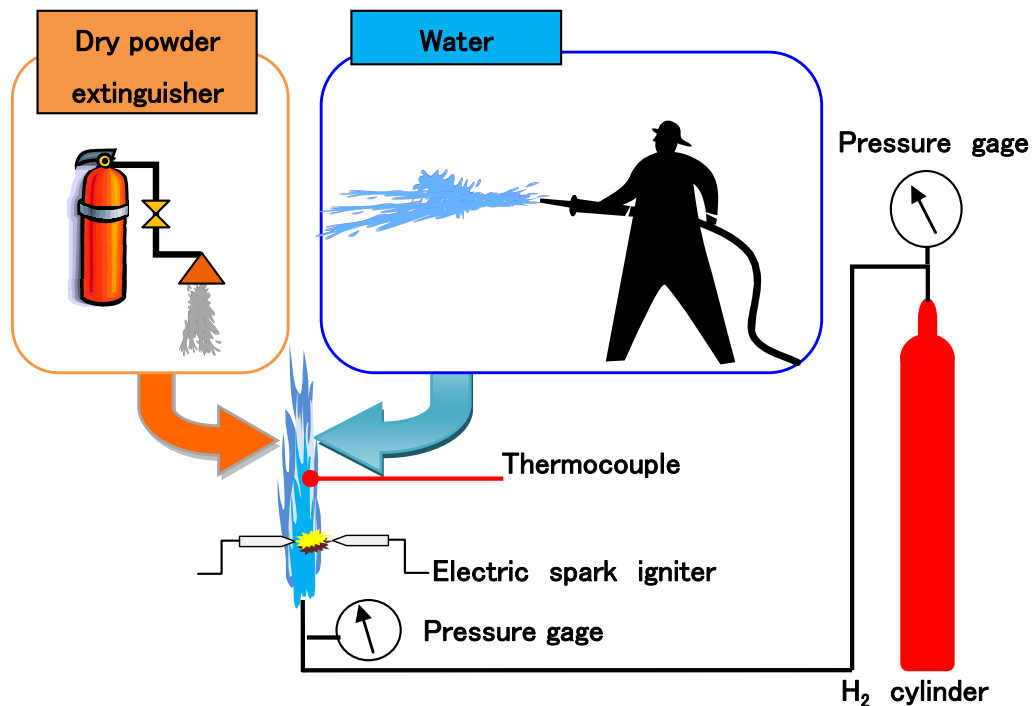 Dry powder
extinguisher
Water
Pressure gage
Thermocouple
Electric spark igniter
Pressure gage
H₂ cylinder